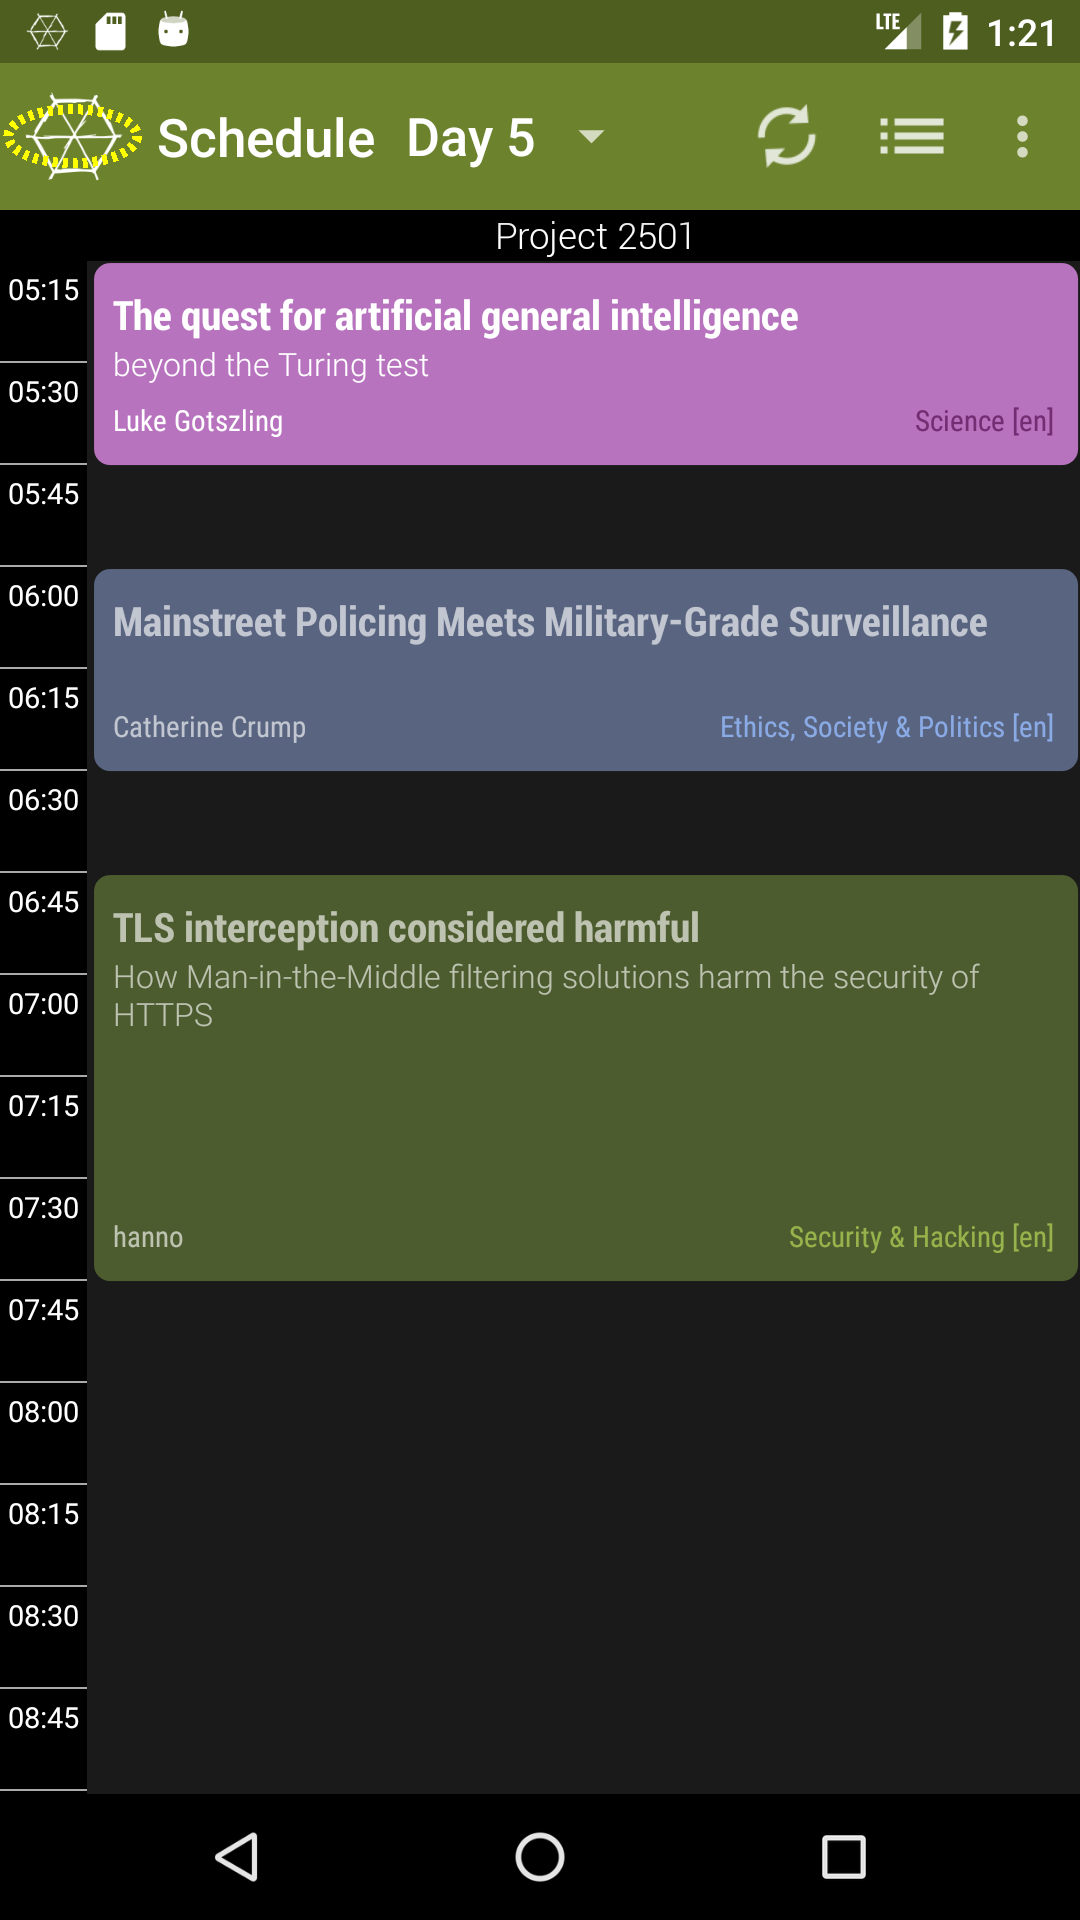 LTE 1:21
Schedule Day 5
Project 2501
05:15
The quest for artificial general intelligence
beyond the Turing test
05:30
Luke Gotszling Science [en]
05:45
06:00
Mainstreet Policing Meets Military-Grade Surveillance
06:15
Catherine Crump Ethics, Society & Politics [en]
06:30
06:45
TLS interception considered harmful
How Man-in-the-Middle filtering solutions harm the security of
HTTPS
07:00
07:15
07:30
hanno Security & Hacking [en]
07:45
08:00
08:15
08:30
08:45